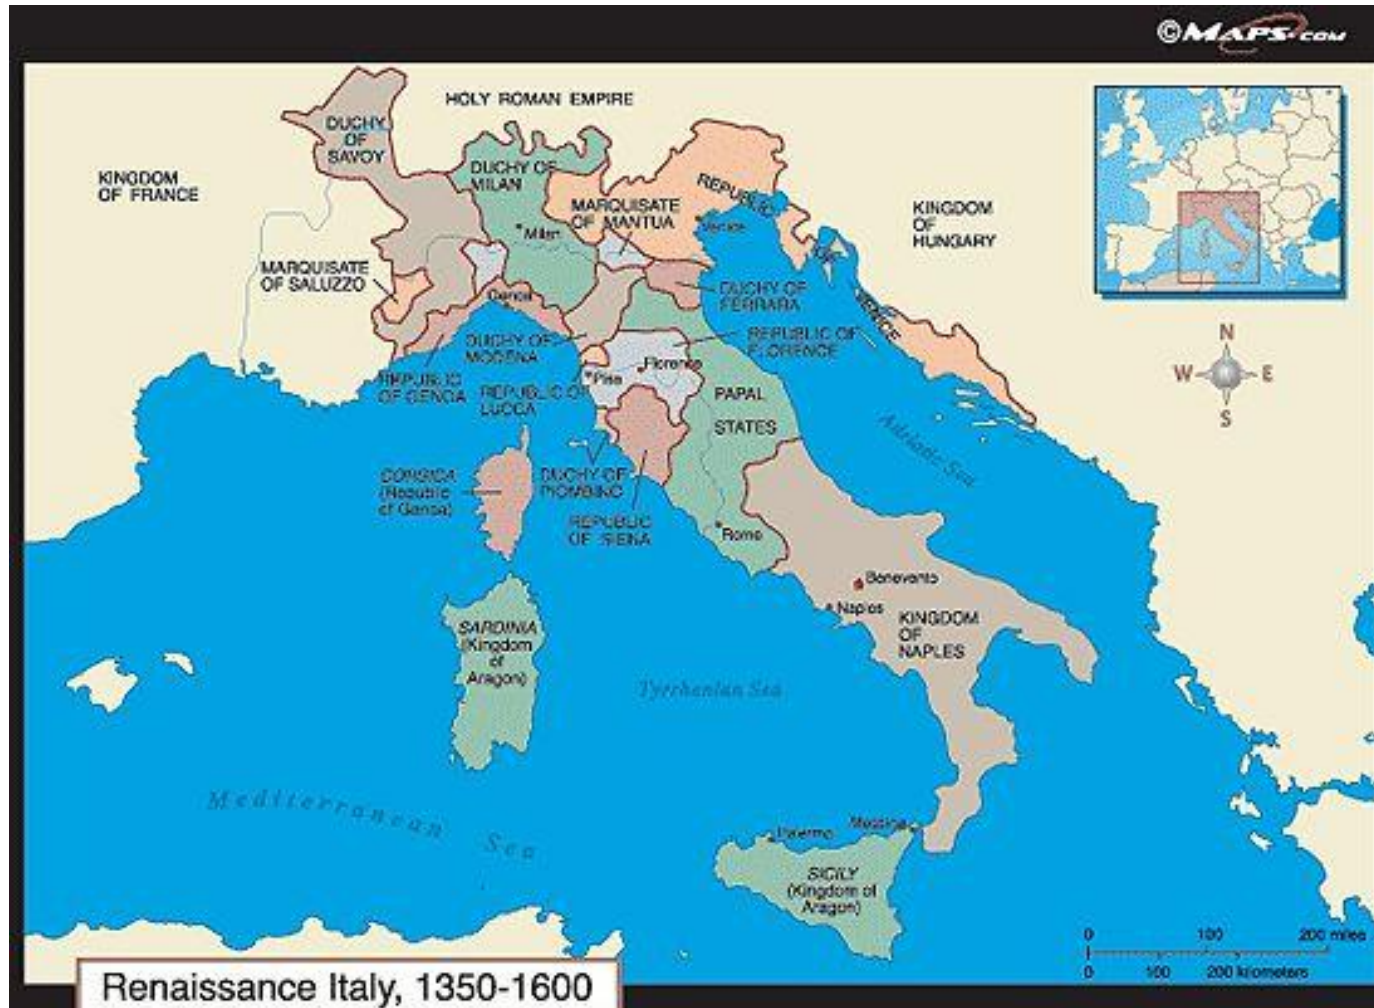 ©MAPS.COM
HOLY ROMAN EMPIRE
DUCHY
OF
SAVOY
KINGDOM
OF FRANCE
DUCHY OF
MILANI
Milan
MARQUISATE
OF MANTUA
REPUBLIC
OF
VENICE
Venice
KINGDOM
OF
HUNGARY
MARQUISATE
OF SALUZZO
Genoa
DUCHY OF
FERRARA
DUCHY OF
MODENA
REPUBLIC OF
FLORENCE
REPUBLIC
OF GENOA
REPUBLIC OF
LUCCA
Pisa
Florence
PAPAL
STATES
N
W
E
S
Adriatic Sea
CORSICA
(Republic
of Genoa)
DUCHY OF
PIOMBINO
REPUBLIC
OF SIENA
Rome
Benevento
Naples
KINGDOM
OF
NAPLES
SARDINIA
(Kingdom
of
Aragon)
Tyrrhenian Sea
Mediterranean Sea
Palermo
Messina
SICILY
(Kingdom of
Aragon)
0 100 200 miles
0 100 200 kilometers
Renaissance Italy, 1350-1600